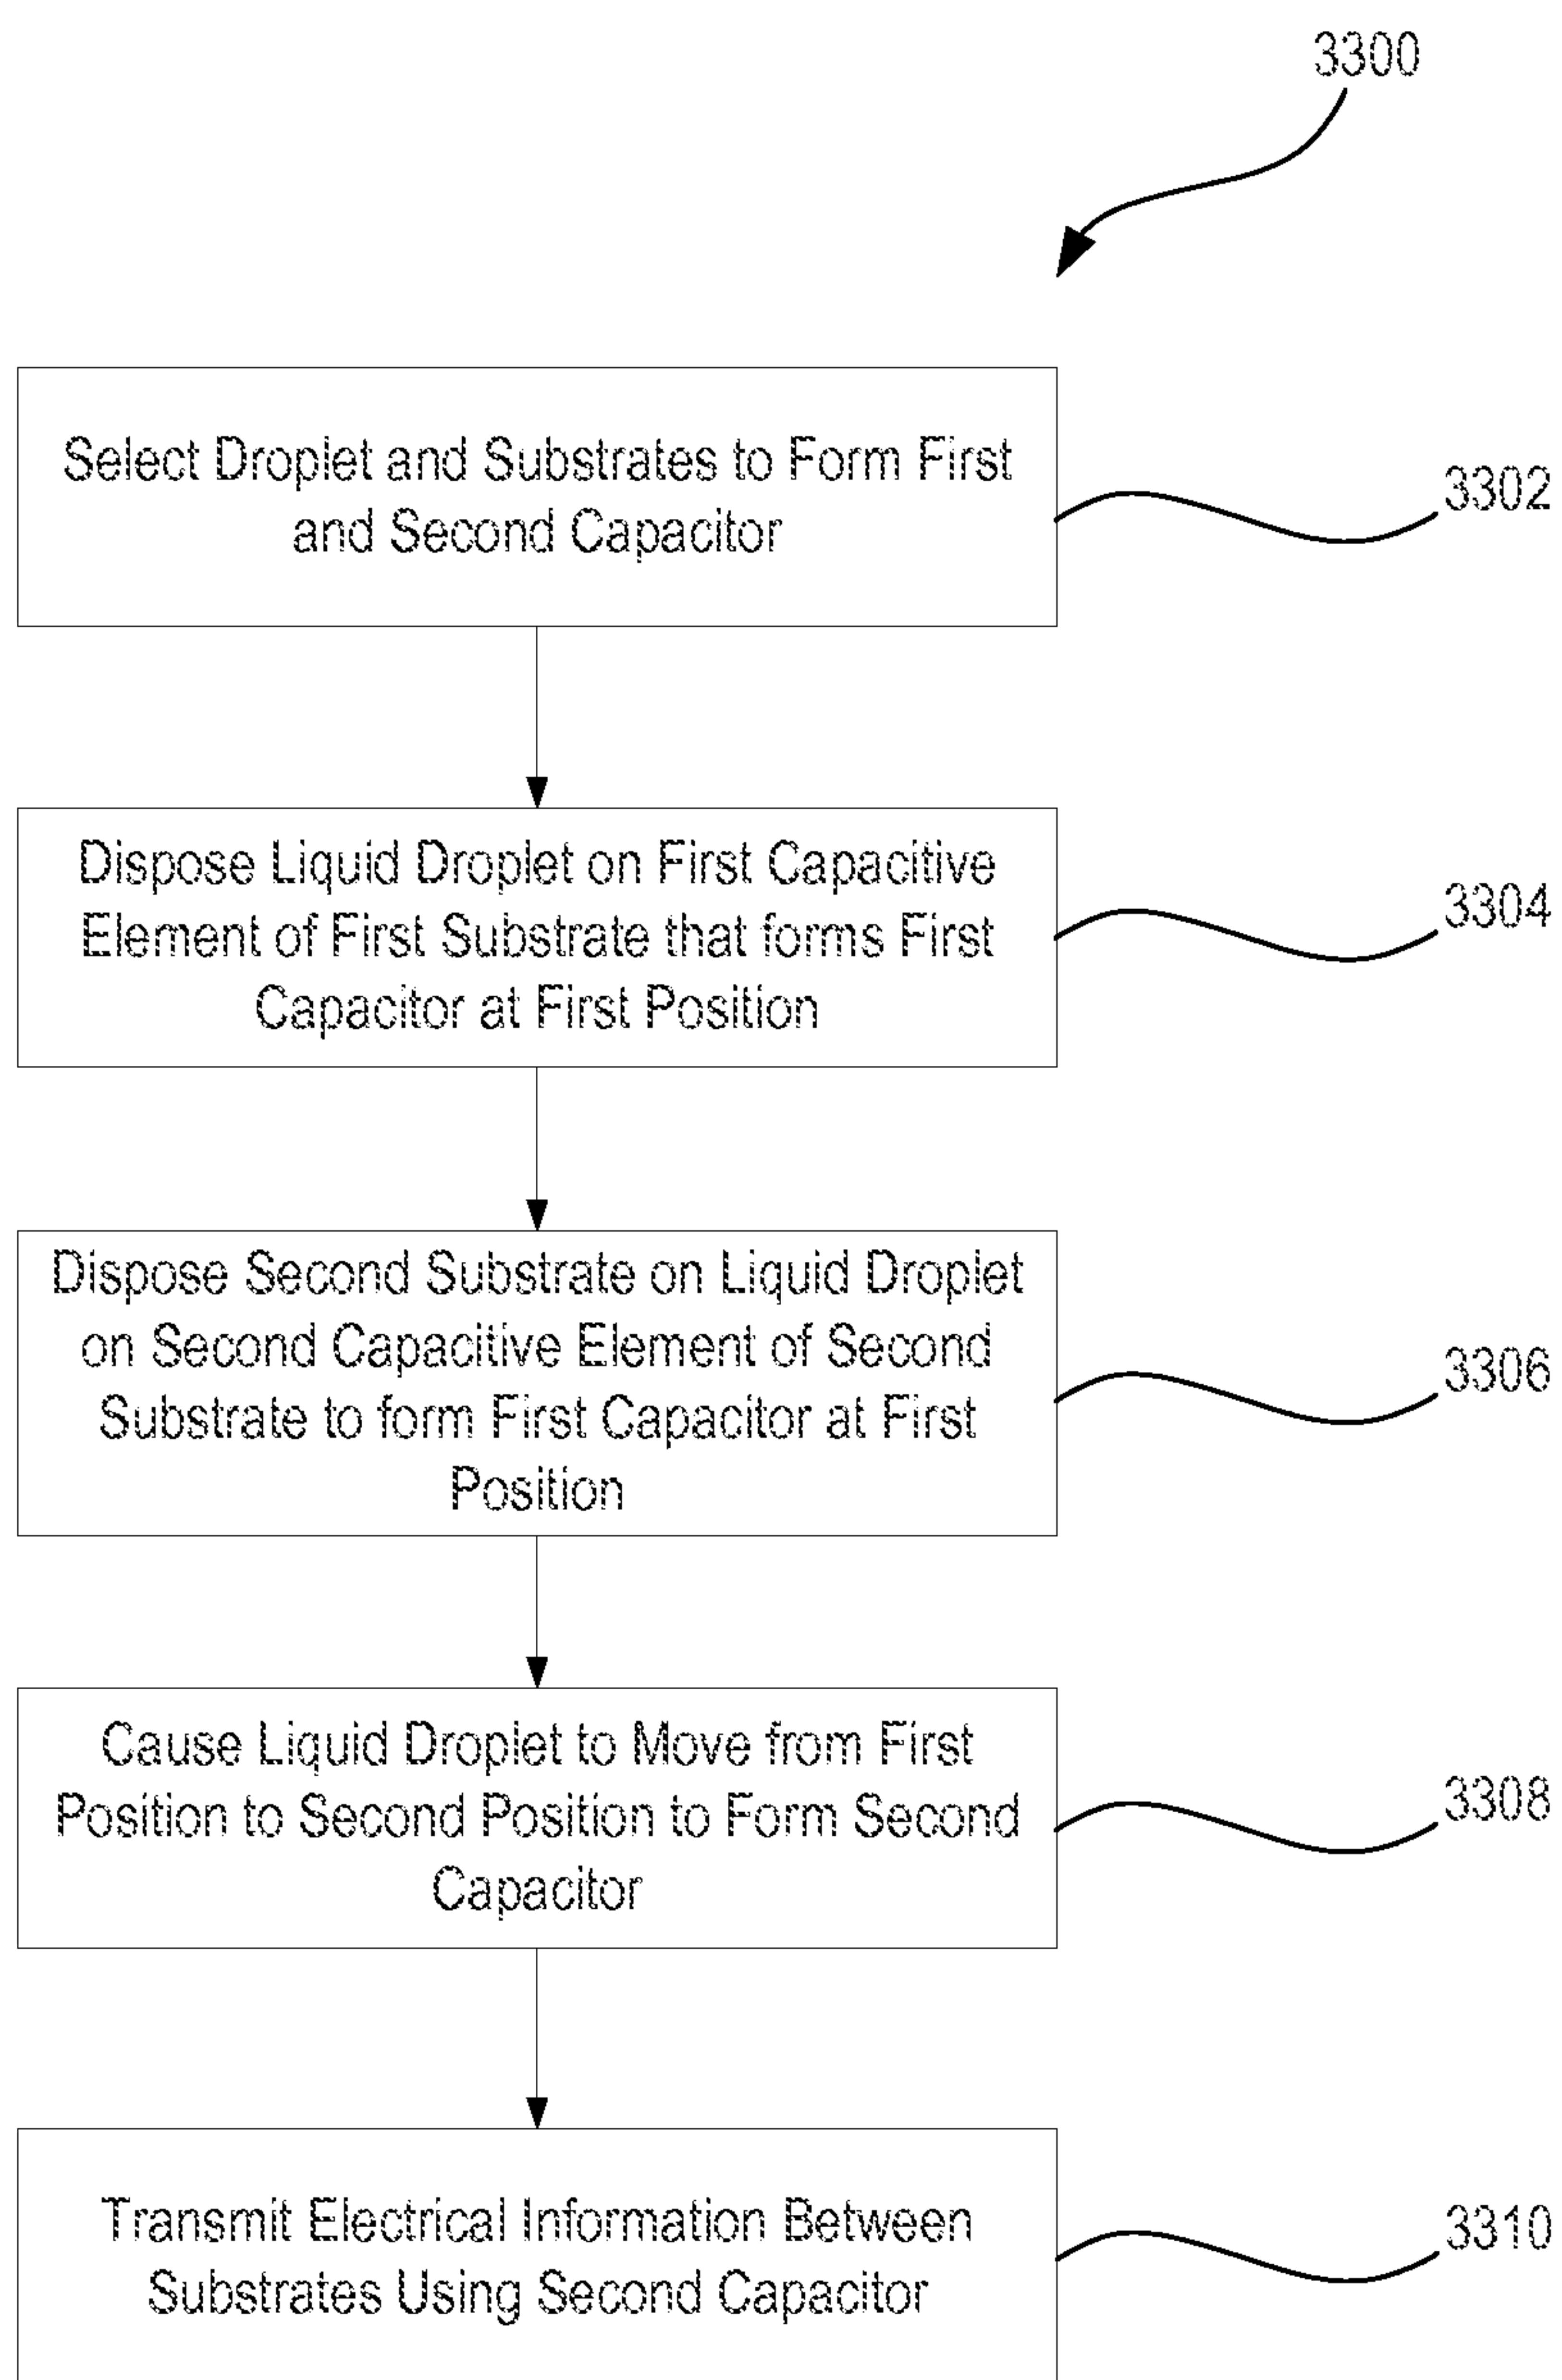 3300
Select Droplet and Substrates to Form First
and Second Capacitor
3302
Dispose Liquid Droplet on First Capacitive
Element of First Substrate that forms First
Capacitor at First Position
3304
Dispose Second Substrate on Liquid Droplet
on Second Capacitive Element of Second
Substrate to form First Capacitor at First
Position
3306
Cause Liquid Droplet to Move from First
Position to Second Position to Form Second
Capacitor
3308
Transmit Electrical Information Between
Substrates Using Second Capacitor
3310